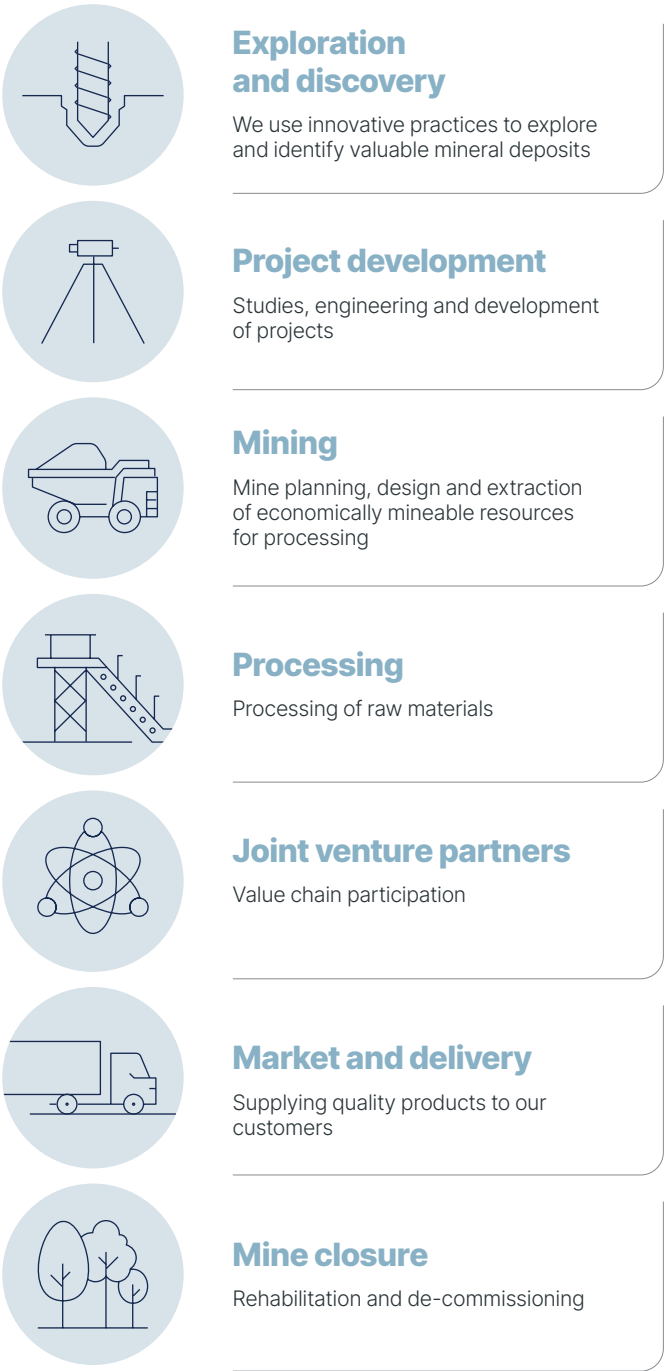 Exploration
and discovery
We use innovative practices to explore
and identify valuable mineral deposits
Project development
Studies, engineering and development
of projects
Mining
Mine planning, design and extraction
of economically mineable resources
for processing
Processing
Processing of raw materials
Joint venture partners
Value chain participation
Market and delivery
Supplying quality products to our
customers
Mine closure
Rehabilitation and de-commissioning